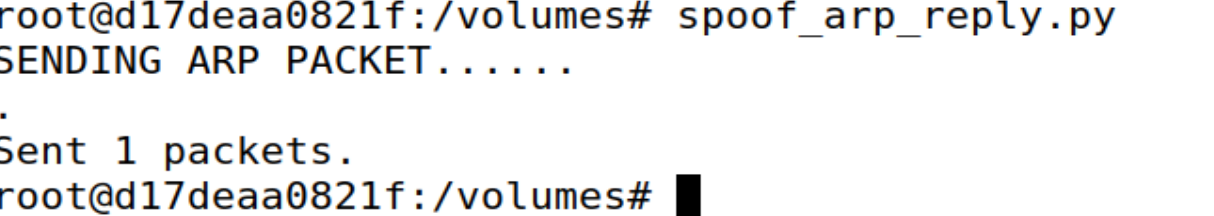 root@d17deaa0821f:/volumes# spoof_arp_reply.py
SENDING ARP PACKET......
.
Sent 1 packets.
root@d17deaa0821f:/volumes#